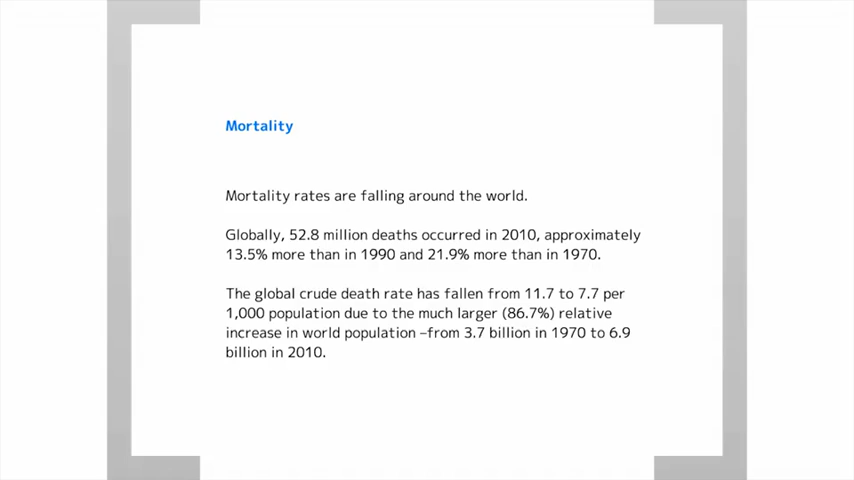 Mortality
Mortality rates are falling around the world.
Globally, 52.8 million deaths occurred in 2010, approximately
13.5% more than in 1990 and 21.9% more than in 1970.
The global crude death rate has fallen from 11.7 to 7.7 per
1,000 population due to the much larger (86.7%) relative
increase in world population –from 3.7 billion in 1970 to 6.9
billion in 2010.